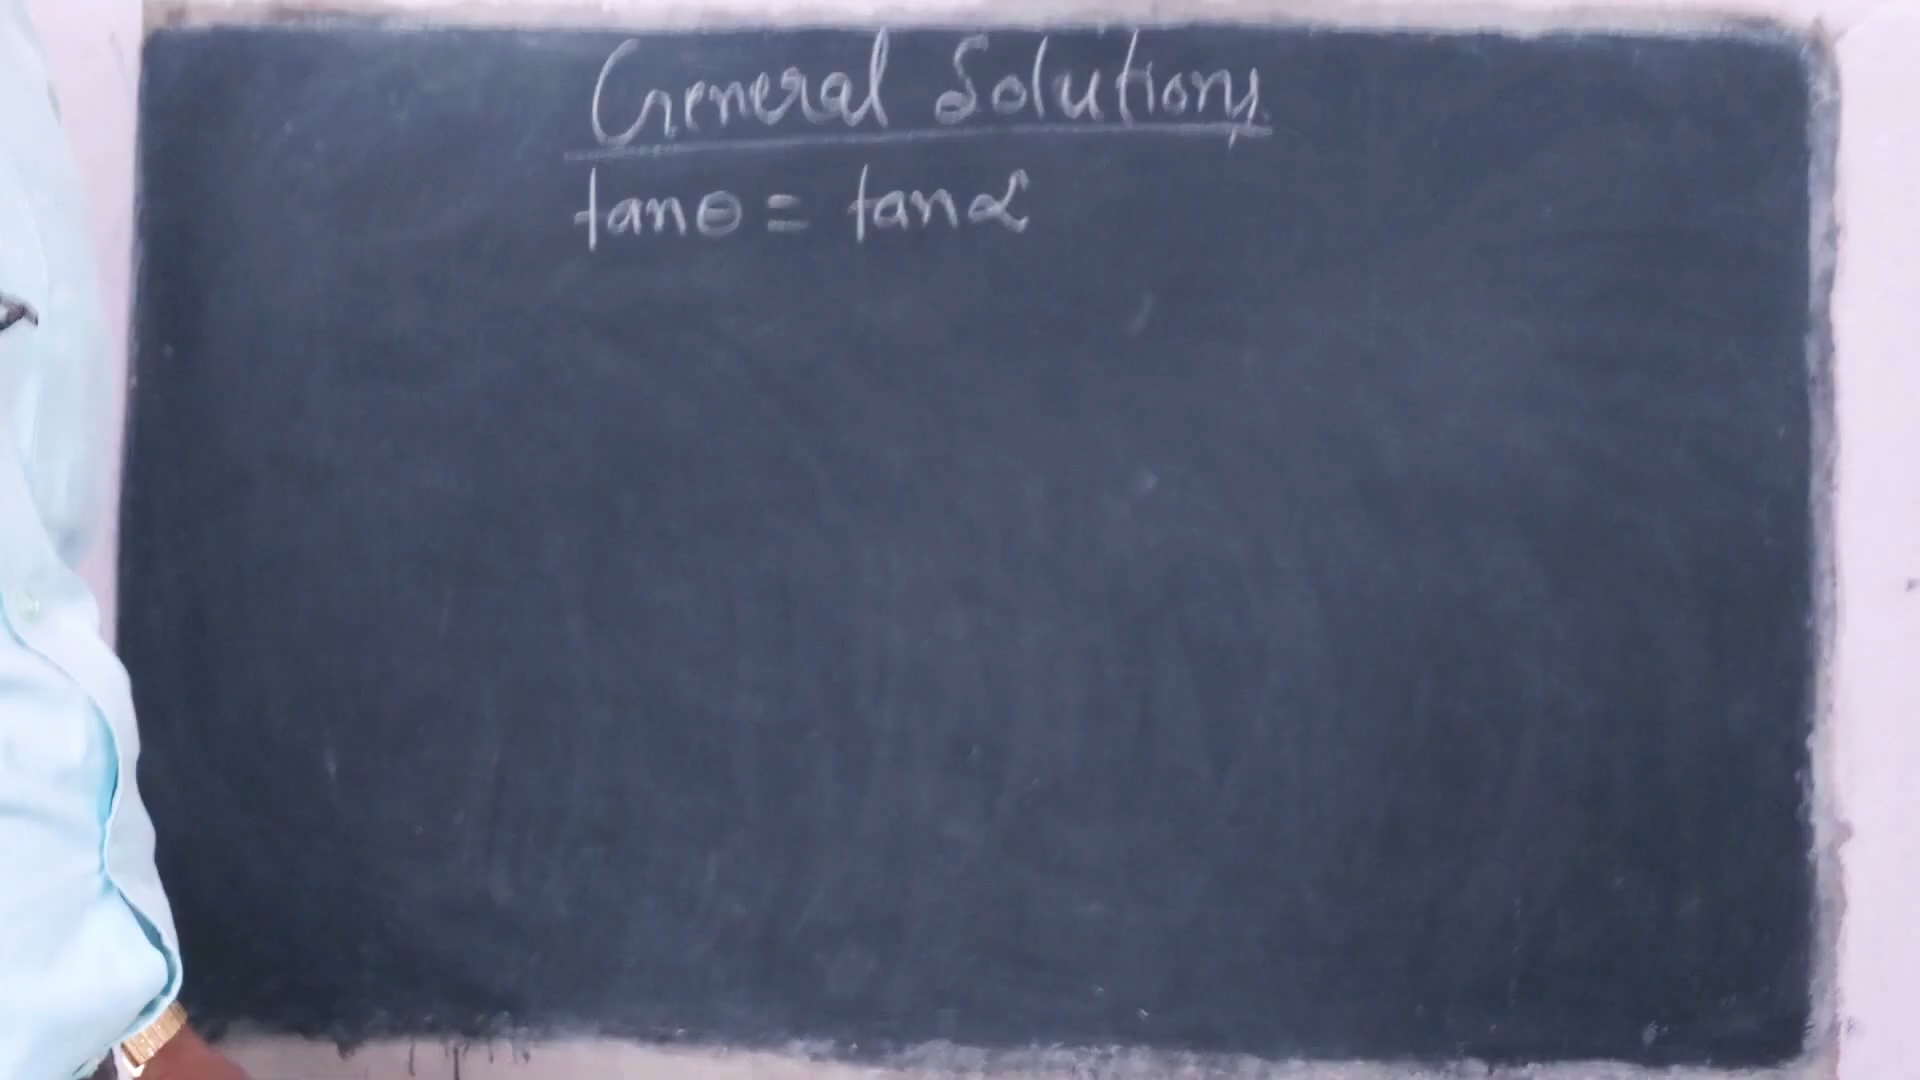 General Solutions
tanθ = tanα